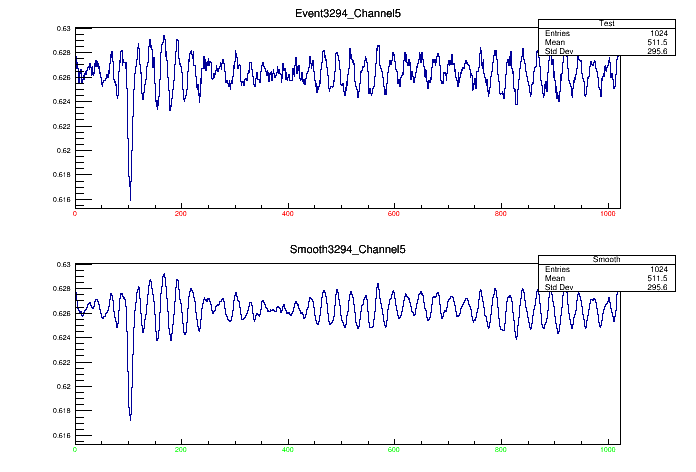 Event3294_Channel5
Test
Entries 1024
Mean 511.5
Std Dev 295.6
0.63
0.628
0.626
0.624
0.622
0.62
0.618
0.616
0 200 400 600 800 1000
Smooth3294_Channel5
Smooth
Entries 1024
Mean 511.5
Std Dev 295.6
0.63
0.628
0.626
0.624
0.622
0.62
0.618
0.616
0 200 400 600 800 1000